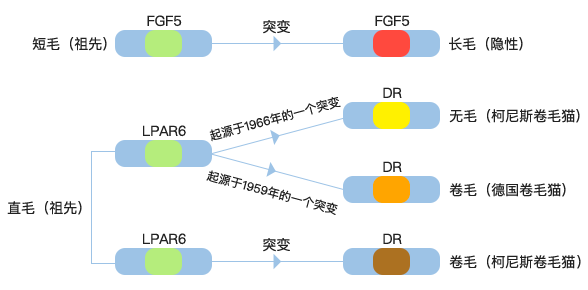 FGF5
突变
FGF5
短毛（祖先）
长毛（隐性）
DR
起源于1966年的一个突变
无毛（柯尼斯卷毛猫）
LPAR6
DR
起源于1959年的一个突变
卷毛（德国卷毛猫）
直毛（祖先）
LPAR6
突变
DR
卷毛（柯尼斯卷毛猫）